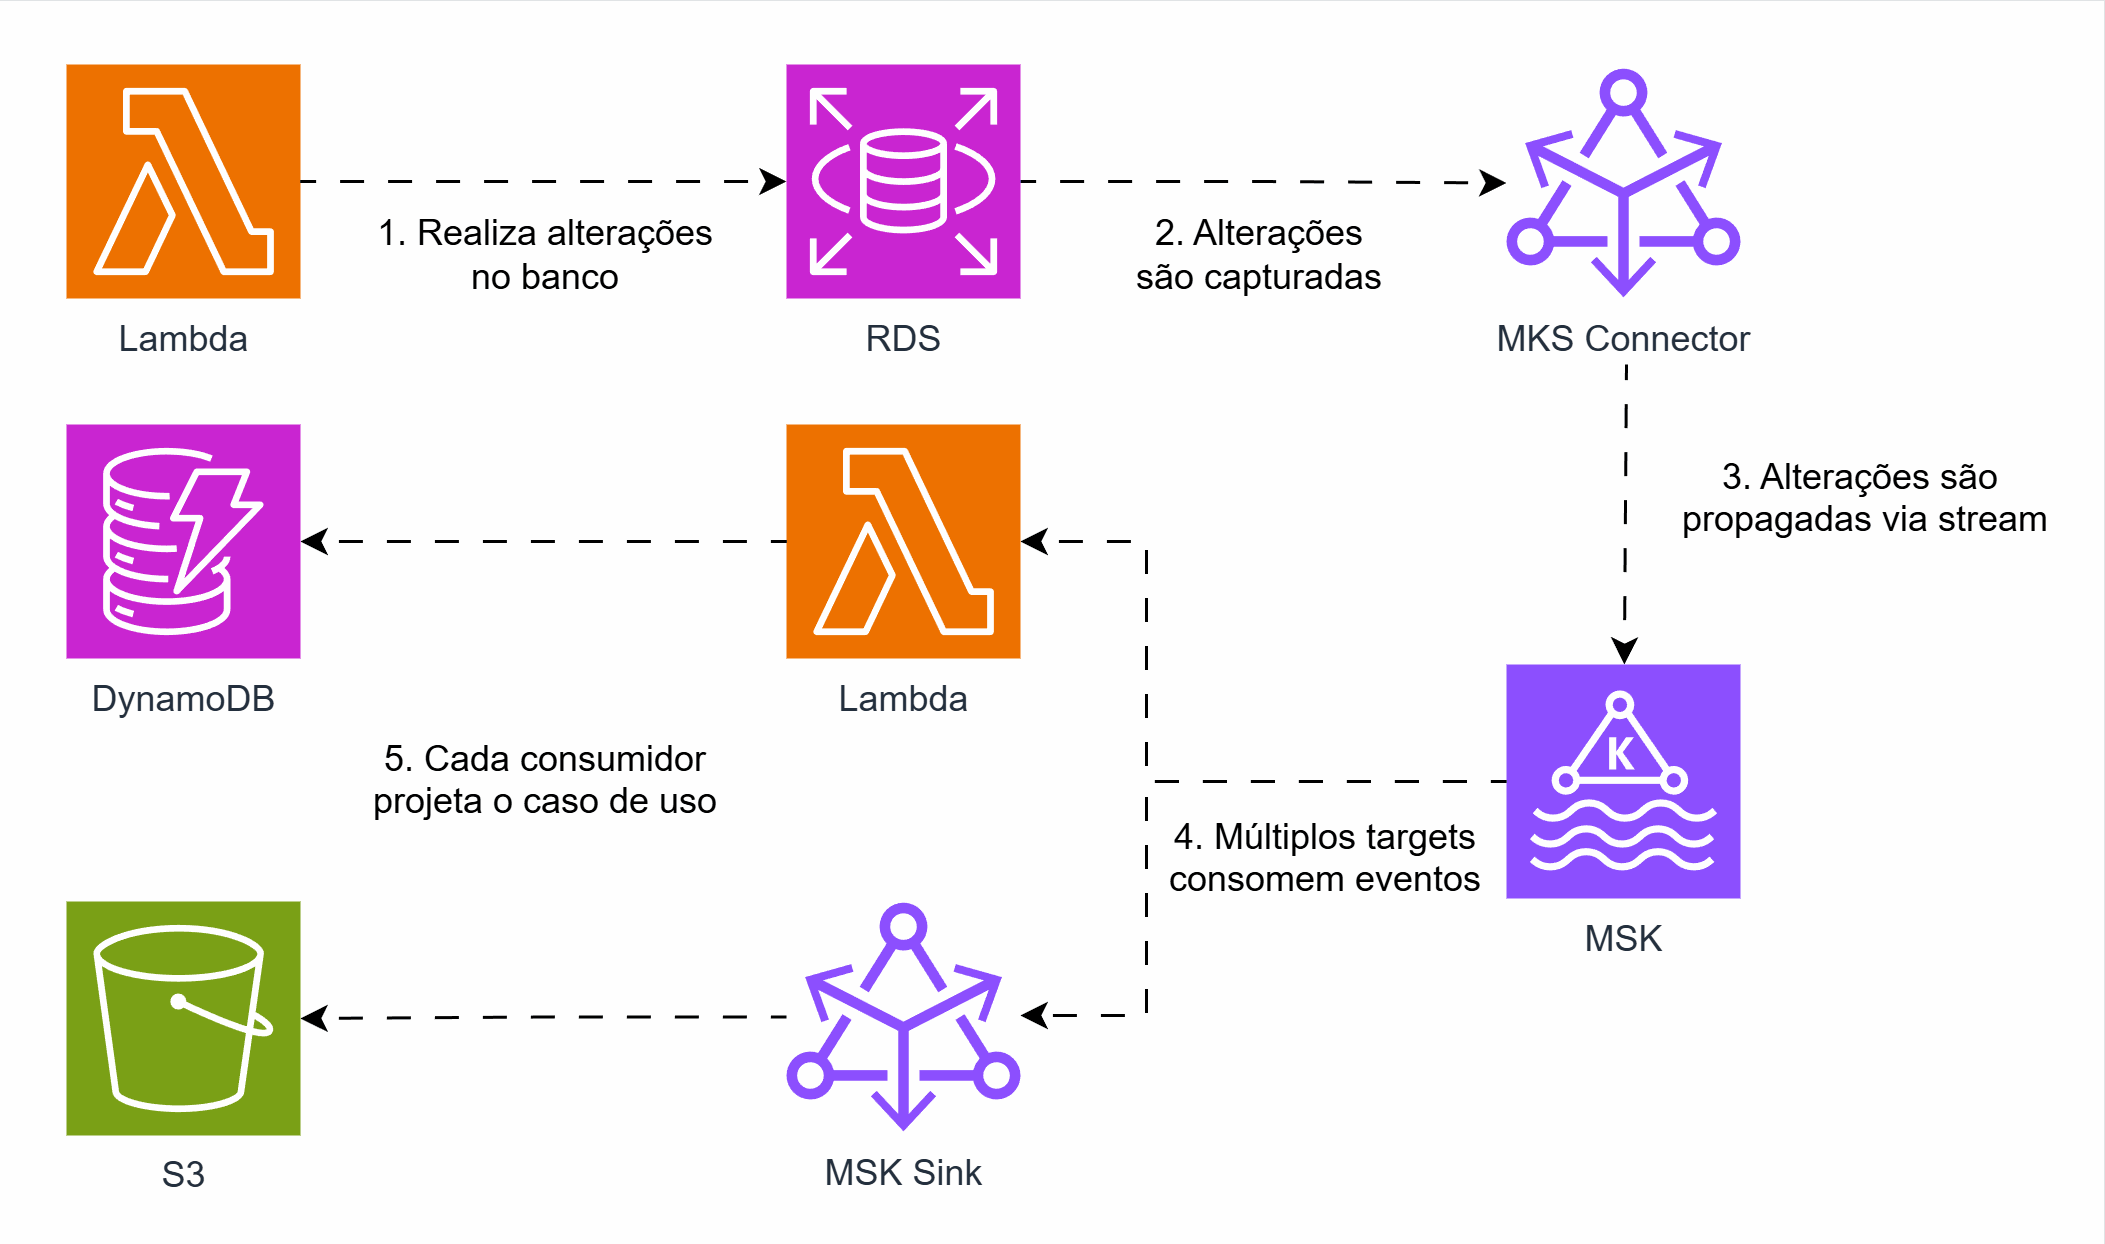 1. Realiza alterações
no banco
2. Alterações
são capturadas
Lambda
RDS
MKS Connector
3. Alterações são
propagadas via stream
DynamoDB
Lambda
5. Cada consumidor
projeta o caso de uso
K
4. Múltiplos targets
consomem eventos
MSK
S3
MSK Sink